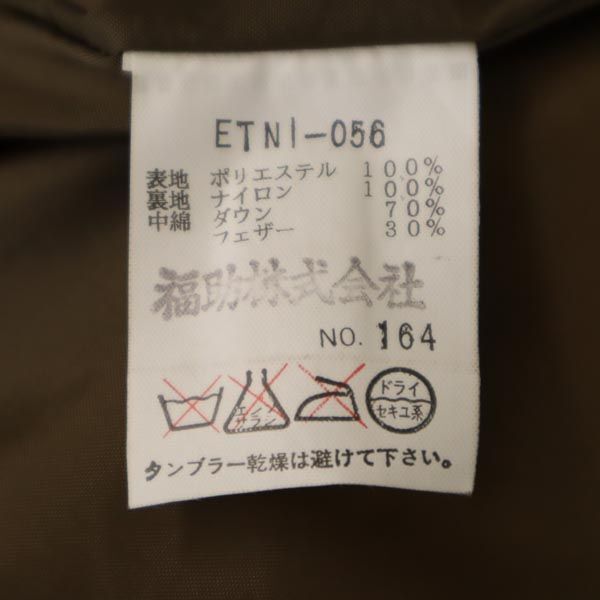 ETNI-056
表地 ポリエステル 100%
裏地 ナイロン 100%
中綿 ダウン 70%
フェザー 30%
福助株式会社
NO. 164
エンソ
サラシ
ドライ
セキユ系
タンブラー乾燥は避けて下さい。